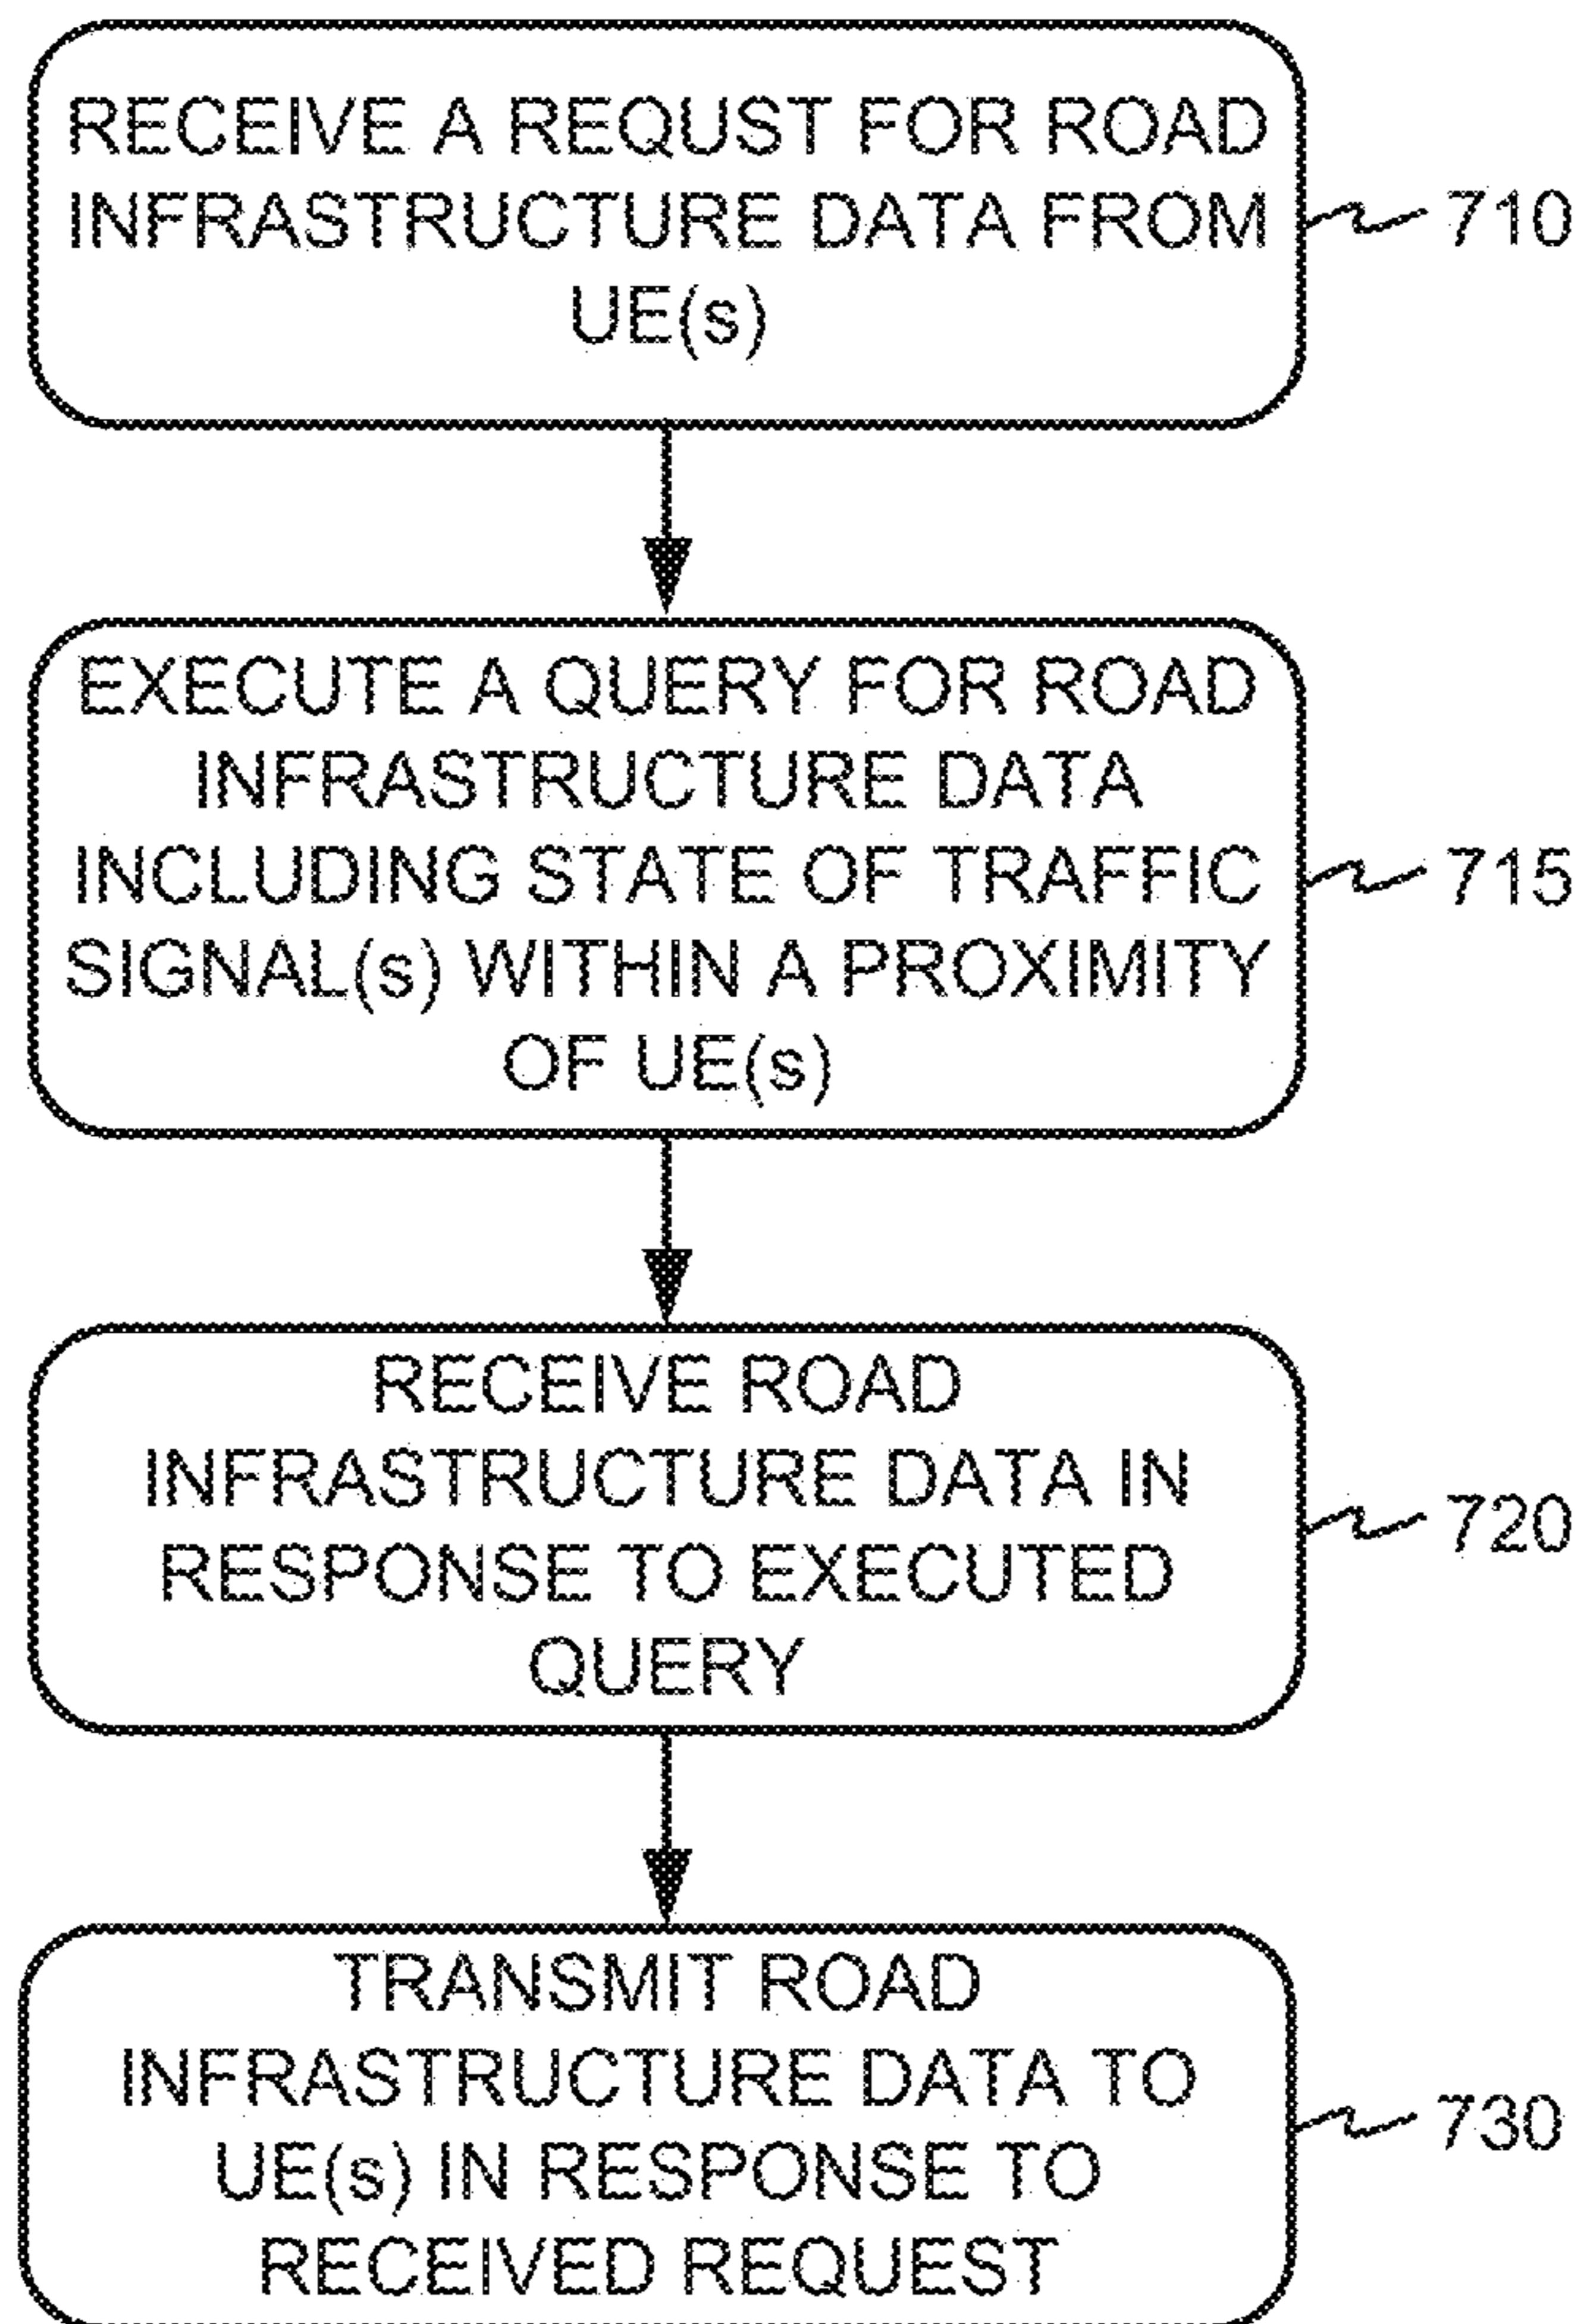 RECEIVE A REQUST FOR ROAD
INFRASTRUCTURE DATA FROM
UE(s)
710
EXECUTE A QUERY FOR ROAD
INFRASTRUCTURE DATA
INCLUDING STATE OF TRAFFIC
SIGNAL(s) WITHIN A PROXIMITY
OF UE(s)
715
RECEIVE ROAD
INFRASTRUCTURE DATA IN
RESPONSE TO EXECUTED
QUERY
720
TRANSMIT ROAD
INFRASTRUCTURE DATA TO
UE(s) IN RESPONSE TO
RECEIVED REQUEST
730